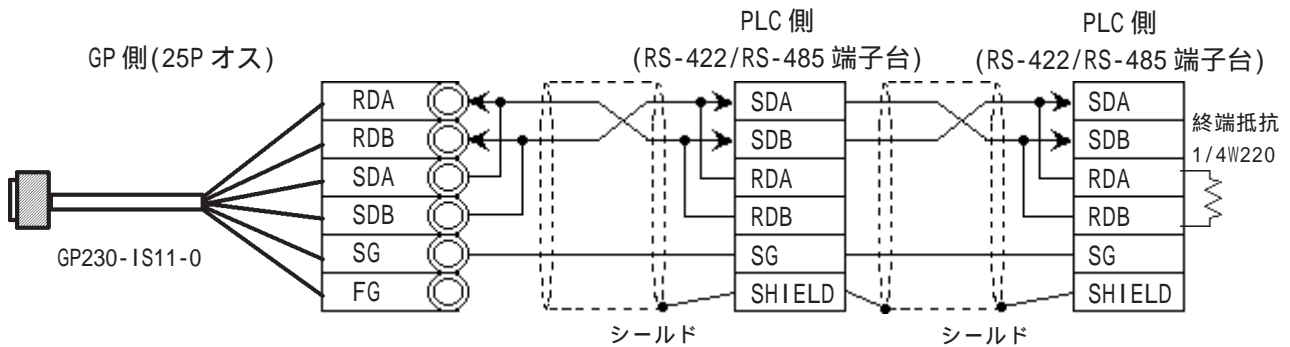 GP 側(25P オス)
PLC 側
(RS-422/RS-485 端子台)
PLC 側
(RS-422/RS-485 端子台)
RDA
RDB
SDA
SDB
SG
FG
GP230-IS11-0
SDA
SDB
RDA
RDB
SG
SHIELD
SDA
SDB
RDA
RDB
SG
SHIELD
終端抵抗
1/4W220
シールド
シールド